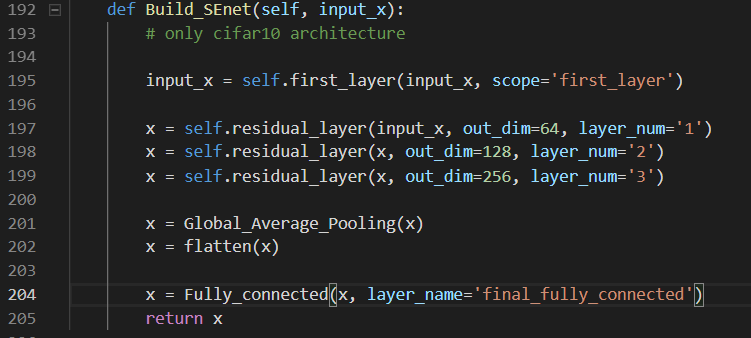 192 def Build_SEnet(self, input_x):
193 # only cifar10 architecture
194
195 input_x = self.first_layer(input_x, scope='first_layer')
196
197 x = self.residual_layer(input_x, out_dim=64, layer_num='1')
198 x = self.residual_layer(x, out_dim=128, layer_num='2')
199 x = self.residual_layer(x, out_dim=256, layer_num='3')
200
201 x = Global_Average_Pooling(x)
202 x = flatten(x)
203
204 x = Fully_connected(x, layer_name='final_fully_connected')
205 return x